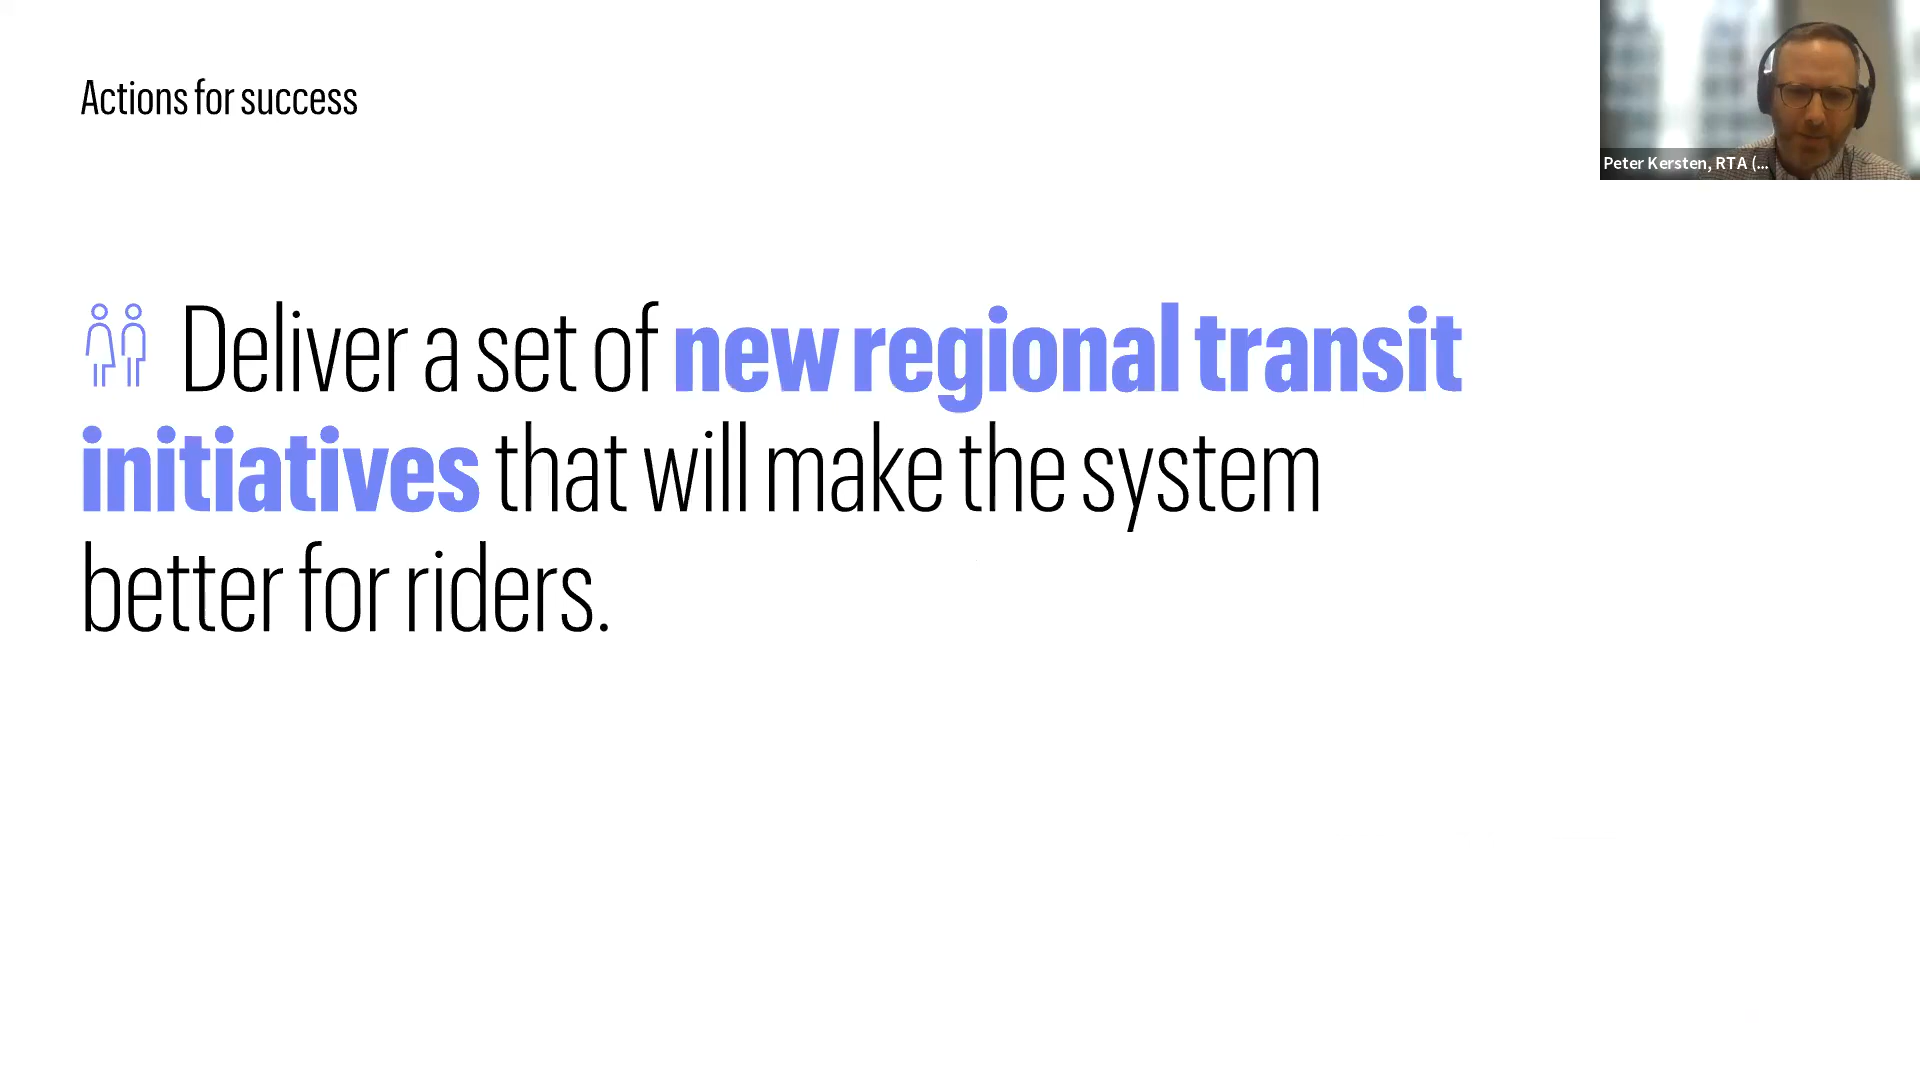 Actions for success
Peter Kersten, RTA (...
Deliver a set of new regional transit
initiatives that will make the system
better for riders.